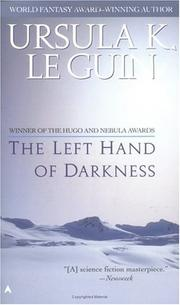 WORLD FANTASY AWARD–WINNING AUTHOR
URSULA K.
LE GUIN
WINNER OF THE HUGO AND NEBULA AWARDS
THE LEFT HAND
OF DARKNESS
"[A] science fiction masterpiece."
—Newsweek
A